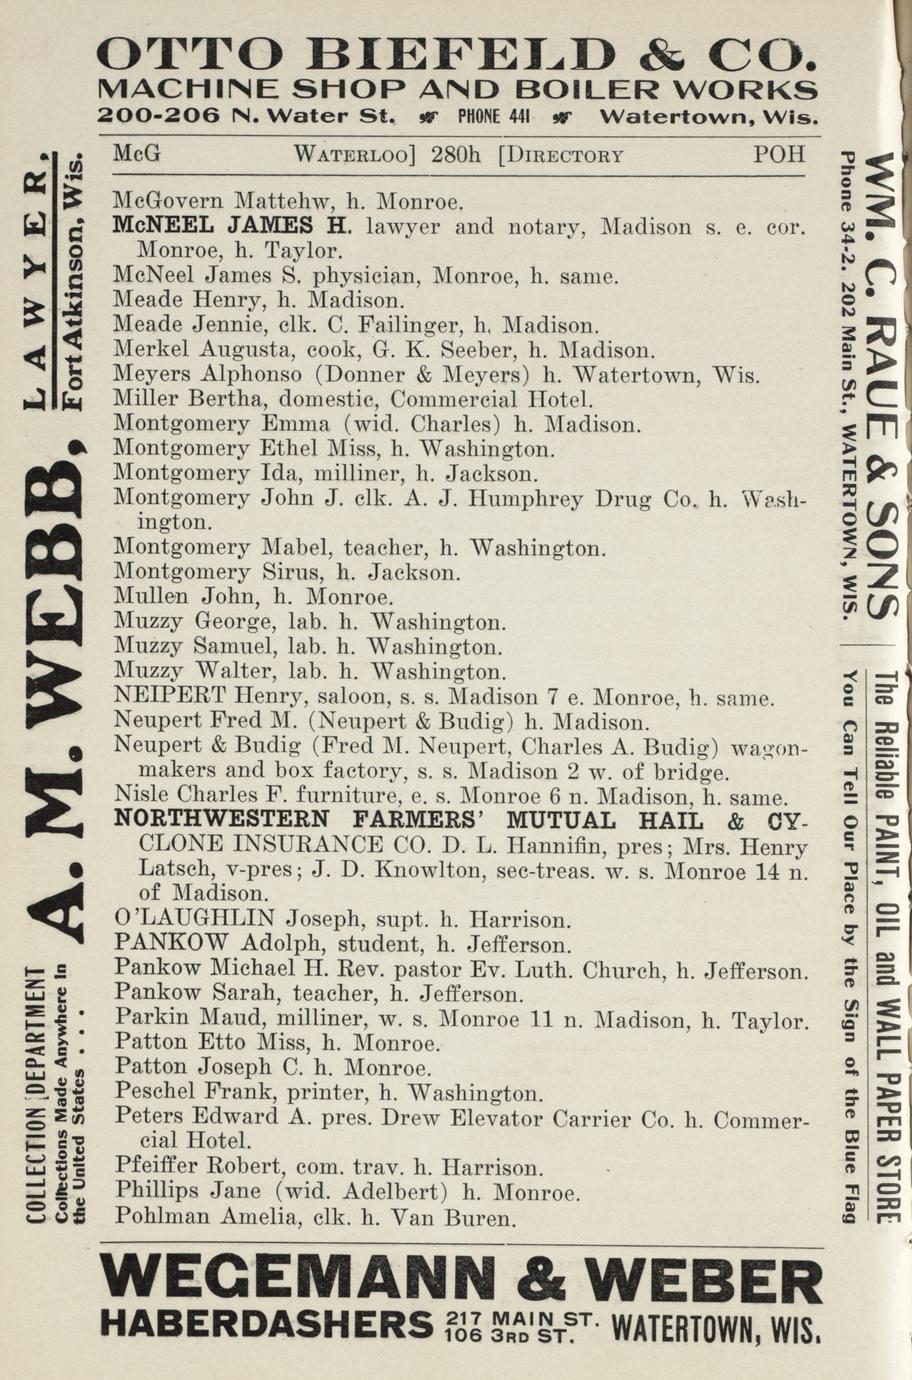 OTTO BIEFELD & CO.
MACHINE SHOP AND BOILER WORKS
200-206 N. Water St. PHONE 441 Watertown, Wis.
McG WATERLOO] 280h [DIRECTORY POH
McGovern Mattehw, h. Monroe.
McNEEL JAMES H. lawyer and notary, Madison s. e. cor.
Monroe, h. Taylor.
McNeel James S. physician, Monroe, h. same.
Meade Henry, h. Madison.
Meade Jennie, clk. C. Failinger, h. Madison.
Merkel Augusta, cook, G. K. Seeber, h. Madison.
Meyers Alphonso (Donner & Meyers) h. Watertown, Wis.
Miller Bertha, domestic, Commercial Hotel.
Montgomery Emma (wid. Charles) h. Madison.
Montgomery Ethel Miss, h. Washington.
Montgomery Ida, milliner, h. Jackson.
Montgomery John J. clk. A. J. Humphrey Drug Co. h. Wash-
ington.
Montgomery Mabel, teacher, h. Washington.
Montgomery Sirus, h. Jackson.
Mullen John, h. Monroe.
Muzzy George, lab. h. Washington.
Muzzy Samuel, lab. h. Washington.
Muzzy Walter, lab. h. Washington.
NEIPERT Henry, saloon, s. s. Madison 7 e. Monroe, h. same.
Neupert Fred M. (Neupert & Budig) h. Madison.
Neupert & Budig (Fred M. Neupert, Charles A. Budig) wagon-
makers and box factory, s. s. Madison 2 w. of bridge.
Nisle Charles F. furniture, e. s. Monroe 6 n. Madison, h. same.
NORTHWESTERN FARMERS' MUTUAL HAIL & CY-
CLONE INSURANCE CO. D. L. Hannifin, pres; Mrs. Henry
Latsch, v-pres; J. D. Knowlton, sec-treas. w. s. Monroe 14 n.
of Madison.
O'LAUGHLIN Joseph, supt. h. Harrison.
PANKOW Adolph, student, h. Jefferson.
Pankow Michael H. Rev. pastor Ev. Luth. Church, h. Jefferson.
Pankow Sarah, teacher, h. Jefferson.
Parkin Maud, milliner, w. s. Monroe 11 n. Madison, h. Taylor.
Patton Etto Miss, h. Monroe.
Patton Joseph C. h. Monroe.
Peschel Frank, printer, h. Washington.
Peters Edward A. pres. Drew Elevator Carrier Co. h. Commer-
cial Hotel.
Pfeiffer Robert, com. trav. h. Harrison.
Phillips Jane (wid. Adelbert) h. Monroe.
Pohlman Amelia, clk. h. Van Buren.
WEGEMANN & WEBER
HABERDASHERS 217 MAIN ST. 106 3RD ST. WATERTOWN, WIS.
A. M. WEBB, LAWYER,
Fort Atkinson, Wis.
COLLECTION DEPARTMENT
Collections Made Anywhere In
the United States . . . .
WM. C. RAUE & SONS
Phone 34-2. 202 Main St., WATERTOWN, WIS.
The Reliable PAINT, OIL and WALL PAPER STORE
You Can Tell Our Place by the Sign of the Blue Flag